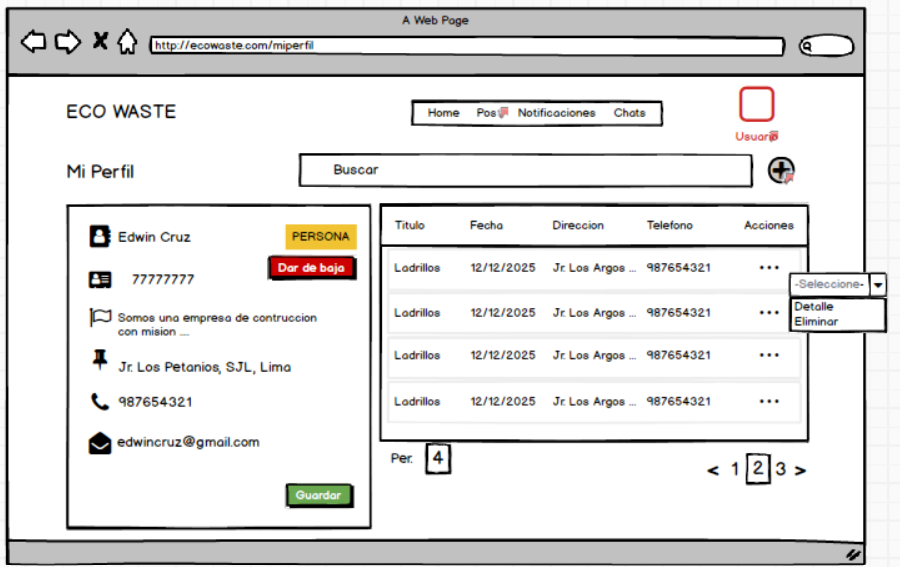 A Web Page
http://ecowaste.com/miperfil
ECO WASTE
Home Pos Notificaciones Chats
Usuario
Mi Perfil
Buscar
Edwin Cruz
PERSONA
Dar de baja
77777777
Somos una empresa de contruccion
con mision ....
Jr. Los Petanios, SJL, Lima
987654321
edwincruz@gmail.com
Guardar
Titulo Fecha Direccion Telefono Acciones
Ladrillos 12/12/2025 Jr. Los Argos ... 987654321 ...
Ladrillos 12/12/2025 Jr. Los Argos ... 987654321 ...
Ladrillos 12/12/2025 Jr. Los Argos ... 987654321 ...
Ladrillos 12/12/2025 Jr. Los Argos ... 987654321 ...
-Seleccione-
Detalle
Eliminar
Per. 4
< 1 2 3 >